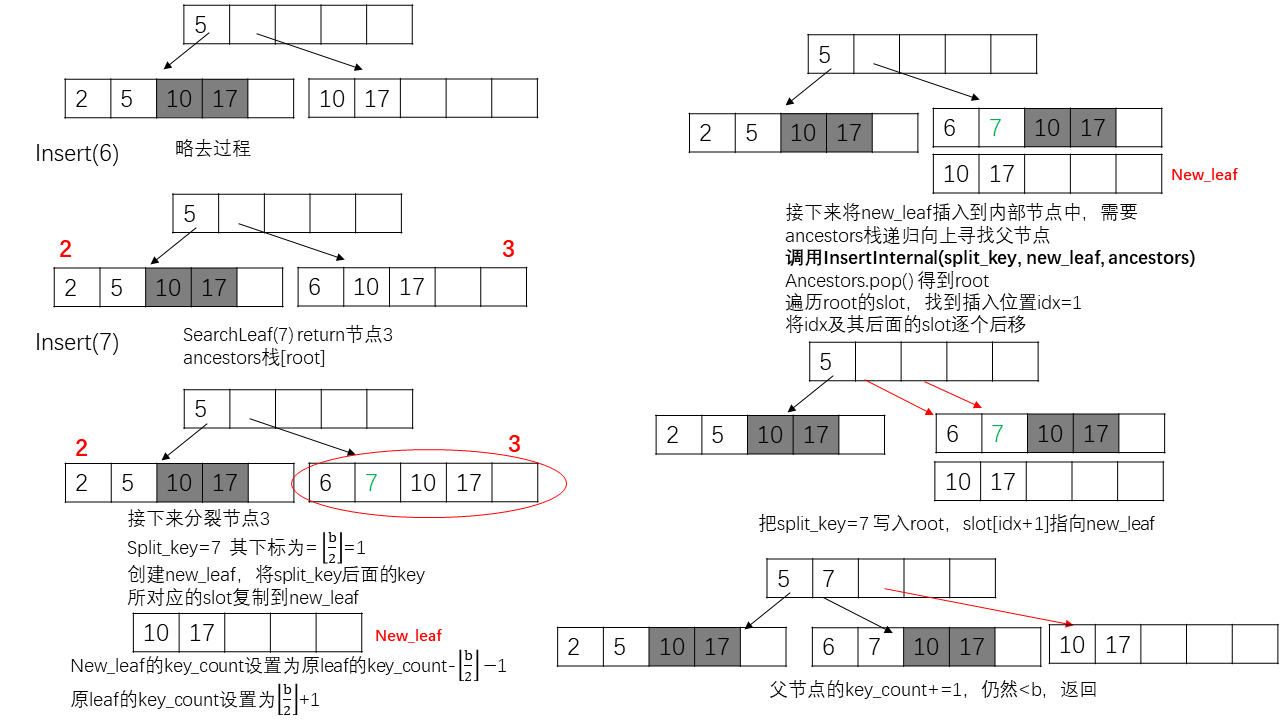 5
2 5 10 17
10 17
Insert(6)
略去过程
5
2
3
2 5 10 17
6 10 17
Insert(7)
SearchLeaf(7) return节点3
ancestors栈[root]
5
2
3
2 5 10 17
6 7 10 17
接下来分裂节点3
Split_key=7 其下标为= ⌊b/2⌋=1
创建new_leaf，将split_key后面的key
所对应的slot复制到new_leaf
10 17
New_leaf
New_leaf的key_count设置为原leaf的key_count-⌊b/2⌋ −1
原leaf的key_count设置为⌊b/2⌋+1
5
2 5 10 17
6 7 10 17
10 17
New_leaf
接下来将new_leaf插入到内部节点中，需要
ancestors栈递归向上寻找父节点
调用InsertInternal(split_key, new_leaf, ancestors)
Ancestors.pop() 得到root
遍历root的slot，找到插入位置idx=1
将idx及其后面的slot逐个后移
5
2 5 10 17
6 7 10 17
10 17
把split_key=7 写入root，slot[idx+1]指向new_leaf
5 7
2 5 10 17
6 7 10 17
10 17
父节点的key_count+=1，仍然<b，返回